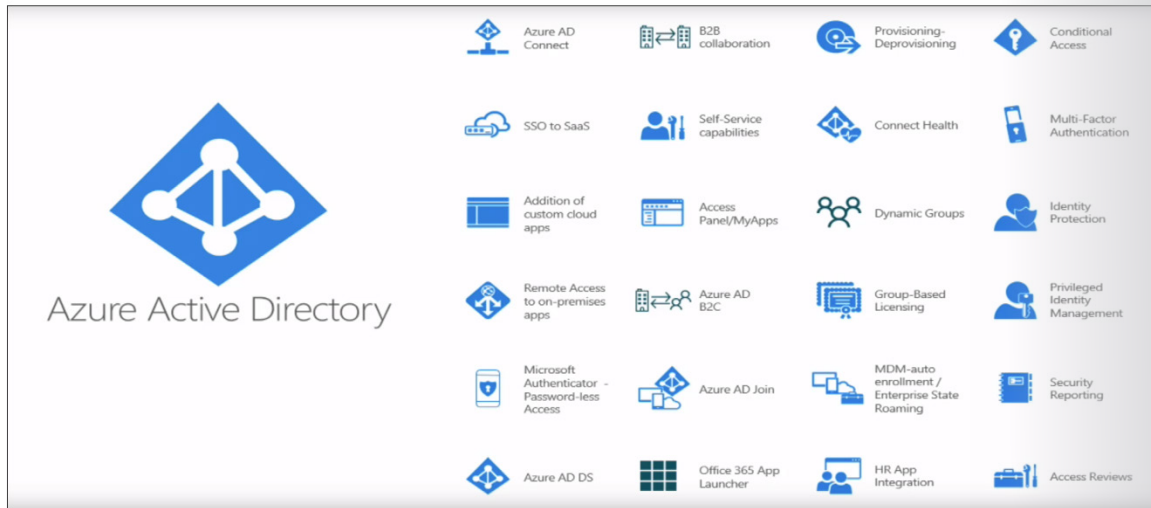 Azure Active Directory
Azure AD
Connect
B2B
collaboration
Provisioning-
Deprovisioning
Conditional
Access
SSO to SaaS
Self-Service
capabilities
Connect Health
Multi-Factor
Authentication
Addition of
custom cloud
apps
Access
Panel/MyApps
Dynamic Groups
Identity
Protection
Remote Access
to on-premises
apps
Azure AD
B2C
Group-Based
Licensing
Privileged
Identity
Management
Microsoft
Authenticator -
Password-less
Access
Azure AD Join
MDM-auto
enrollment /
Enterprise State
Roaming
Security
Reporting
Azure AD DS
Office 365 App
Launcher
HR App
Integration
Access Reviews